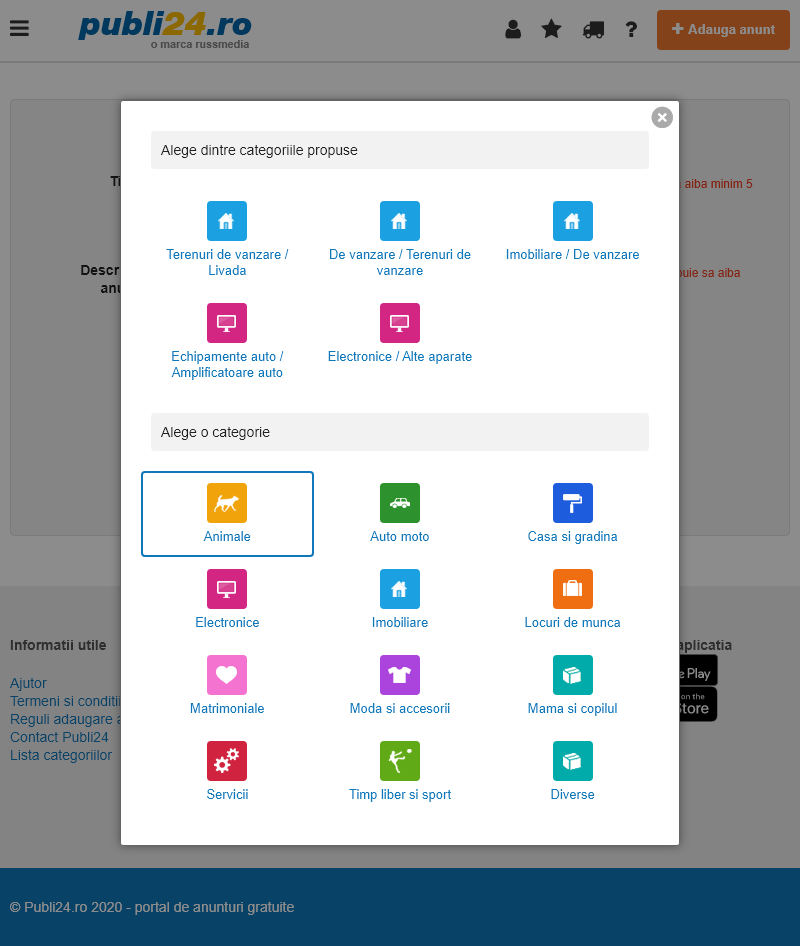 publi24.ro
o marca russmedia
Adauga anunt
Alege dintre categoriile propuse
aiba minim 5
Terenuri de vanzare /
Livada
De vanzare / Terenuri de
vanzare
Imobiliare / De vanzare
Descr
sa aiba
Echipamente auto /
Amplificatoare auto
Electronice / Alte aparate
Alege o categorie
Animale
Auto moto
Casa si gradina
Electronice
Imobiliare
Locuri de munca
Matrimoniale
Moda si accesorii
Mama si copilul
Servicii
Timp liber si sport
Diverse
Informatii utile
Ajutor
Termeni si conditii
Reguli adaugare a
Contact Publi24
Lista categoriilor
aplicatia
Play
on the
Store
© Publi24.ro 2020 - portal de anunturi gratuite